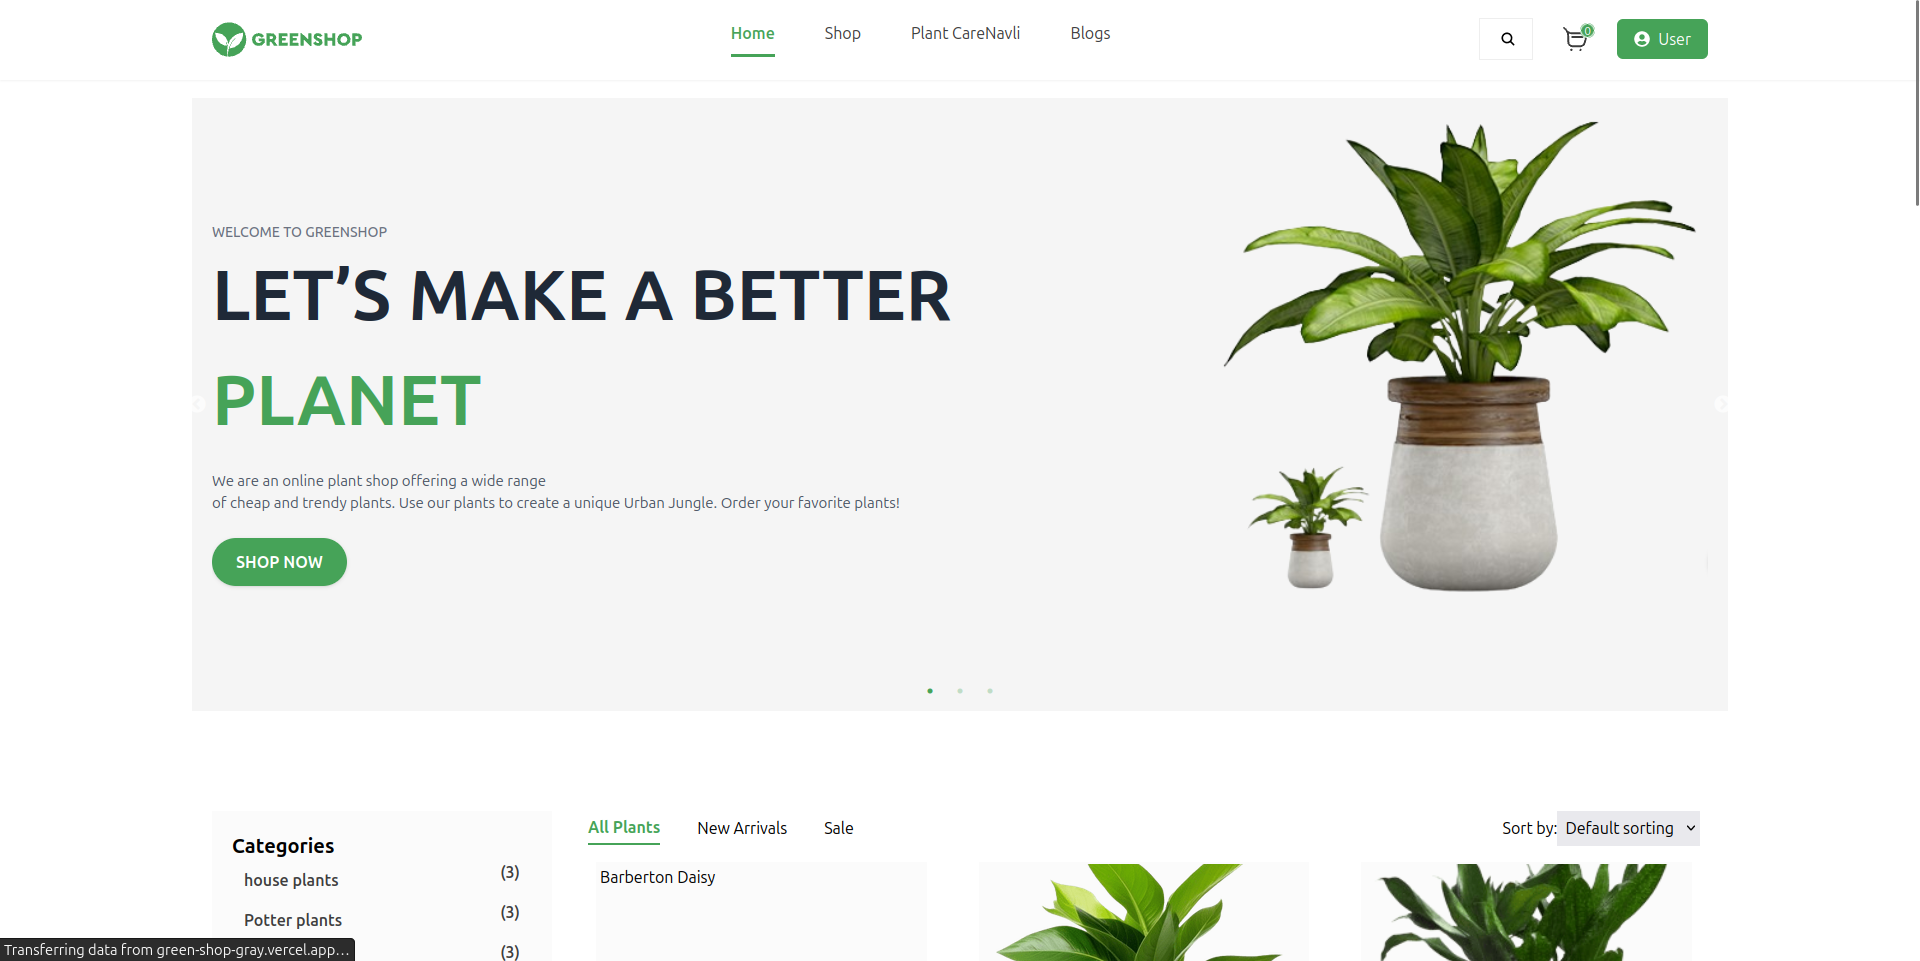 GREENSHOP
Home
Shop
Plant CareNavli
Blogs
0
User
WELCOME TO GREENSHOP
LET’S MAKE A BETTER
PLANET
We are an online plant shop offering a wide range
of cheap and trendy plants. Use our plants to create a unique Urban Jungle. Order your favorite plants!
SHOP NOW
Categories
house plants (3)
Potter plants (3)
(3)
All Plants
New Arrivals
Sale
Sort by: Default sorting
Barberton Daisy
Transferring data from green-shop-gray.vercel.app…